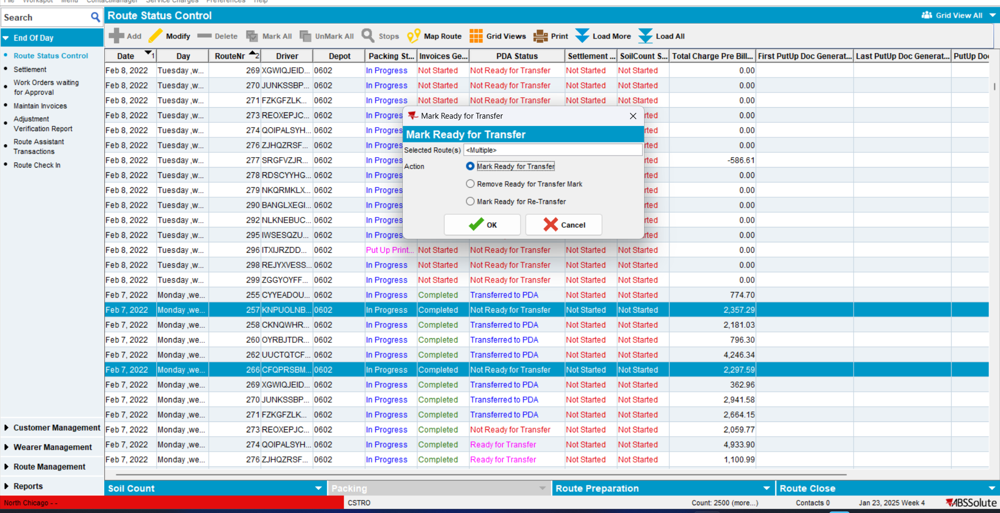 File Workspot Menu ContactManager Service Charges Preferences Help
Search
Route Status Control
Grid View All
End Of Day
Add Modify Delete Mark All UnMark All Stops Map Route Grid Views Print Load More Load All
Route Status Control
Settlement
Work Orders waiting
for Approval
Maintain Invoices
Adjustment
Verification Report
Route Assistant
Transactions
Route Check In
Customer Management
Wearer Management
Route Management
Reports
Date 1 Day RouteNr 2 Driver Depot Packing St... Invoices Ge... PDA Status Settlement ... SoilCount S... Total Charge Pre Bill... First PutUp Doc Generat... Last PutUp Doc Generat... PutUp Doc
Feb 8, 2022 Tuesday ,w... 269 XGWIQJEID... 0602 In Progress Not Started Not Ready for Transfer Not Started Not Started 0.00
Feb 8, 2022 Tuesday ,w... 270 JUNKSSBP... 0602 In Progress Not Started Not Ready for Transfer Not Started Not Started 0.00
Feb 8, 2022 Tuesday ,w... 271 FZKGFZLK... 0602 In Progress Not Started Not Ready for Transfer Not Started Not Started 0.00
Feb 8, 2022 Tuesday ,w... 273 REOXEPJC... 0602 In Progress rted 0.00
Feb 8, 2022 Tuesday ,w... 274 QOIPALSYH... 0602 In Progress rted 0.00
Feb 8, 2022 Tuesday ,w... 276 ZJHQZRSF... 0602 In Progress rted 0.00
Feb 8, 2022 Tuesday ,w... 277 SRGFVZJR... 0602 In Progress rted -586.61
Feb 8, 2022 Tuesday ,w... 278 RDSCYYHG... 0602 In Progress rted 0.00
Feb 8, 2022 Tuesday ,w... 279 NKQRMKLX... 0602 In Progress rted 0.00
Feb 8, 2022 Tuesday ,w... 290 BANGLXEGI... 0602 In Progress rted 0.00
Feb 8, 2022 Tuesday ,w... 292 NLKNEBUC... 0602 In Progress rted 0.00
Feb 8, 2022 Tuesday ,w... 295 IWSESQZU... 0602 In Progress rted 0.00
Feb 8, 2022 Tuesday ,w... 296 ITXIJRZDD... 0602 Put Up Print... Not Started Not Ready for Transfer Not Started Not Started 0.00
Feb 8, 2022 Tuesday ,w... 298 REJYXVESS... 0602 In Progress Not Started Not Ready for Transfer Not Started Not Started 0.00
Feb 8, 2022 Tuesday ,w... 299 ZGGYOYFF... 0602 In Progress Not Started Not Ready for Transfer Not Started Not Started 0.00
Feb 7, 2022 Monday ,we... 255 CYYEADOU... 0602 In Progress Completed Transferred to PDA Not Started Not Started 774.70
Feb 7, 2022 Monday ,we... 257 KNPUOLNB... 0602 In Progress Completed Not Ready for Transfer Not Started Not Started 2,357.29
Feb 7, 2022 Monday ,we... 258 CKNQWHR... 0602 In Progress Completed Transferred to PDA Not Started Not Started 2,181.03
Feb 7, 2022 Monday ,we... 260 OYRBJTDR... 0602 In Progress Completed Transferred to PDA Not Started Not Started 796.30
Feb 7, 2022 Monday ,we... 262 UUCTQTCF... 0602 In Progress Completed Transferred to PDA Not Started Not Started 4,246.34
Feb 7, 2022 Monday ,we... 266 CFQPRSBM... 0602 In Progress Completed Not Ready for Transfer Not Started Not Started 2,297.59
Feb 7, 2022 Monday ,we... 269 XGWIQJEID... 0602 In Progress Completed Transferred to PDA Not Started Not Started 362.96
Feb 7, 2022 Monday ,we... 270 JUNKSSBP... 0602 In Progress Completed Transferred to PDA Not Started Not Started 2,941.58
Feb 7, 2022 Monday ,we... 271 FZKGFZLK... 0602 In Progress Completed Transferred to PDA Not Started Not Started 2,664.15
Feb 7, 2022 Monday ,we... 273 REOXEPJC... 0602 In Progress Completed Not Ready for Transfer Not Started Not Started 2,059.77
Feb 7, 2022 Monday ,we... 274 QOIPALSYH... 0602 In Progress Completed Ready for Transfer Not Started Not Started 4,933.90
Feb 7, 2022 Monday ,we... 276 ZJHQZRSF... 0602 In Progress Completed Ready for Transfer Not Started Not Started 1,100.99
Mark Ready for Transfer
Mark Ready for Transfer
Selected Route(s) <Multiple>
Action Mark Ready for Transfer
Remove Ready for Transfer Mark
Mark Ready for Re-Transfer
OK Cancel
Soil Count Packing Route Preparation Route Close
North Chicago - - CSTRO Count: 2500 (more...) Contacts 0 Jan 23, 2025 Week 4 ABSSolute